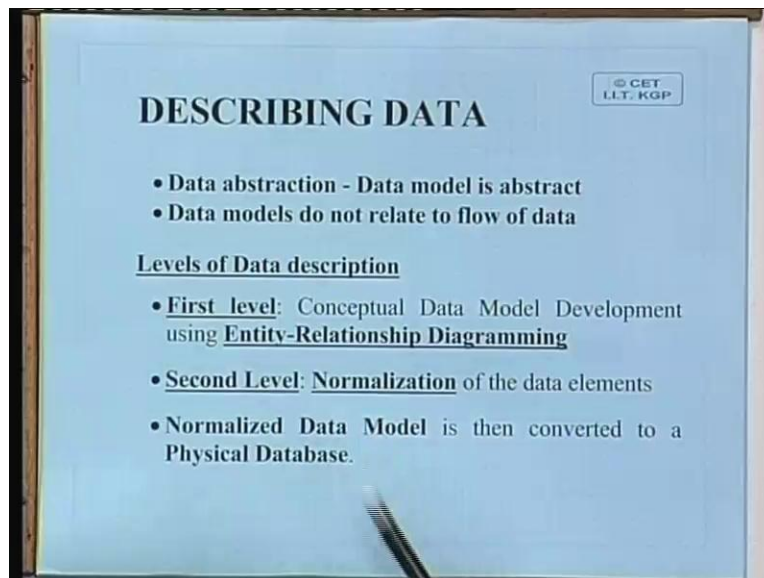 © CET
I.I.T. KGP
DESCRIBING DATA
• Data abstraction - Data model is abstract
• Data models do not relate to flow of data
Levels of Data description
• First level: Conceptual Data Model Development
using Entity-Relationship Diagramming
• Second Level: Normalization of the data elements
• Normalized Data Model is then converted to a
Physical Database.